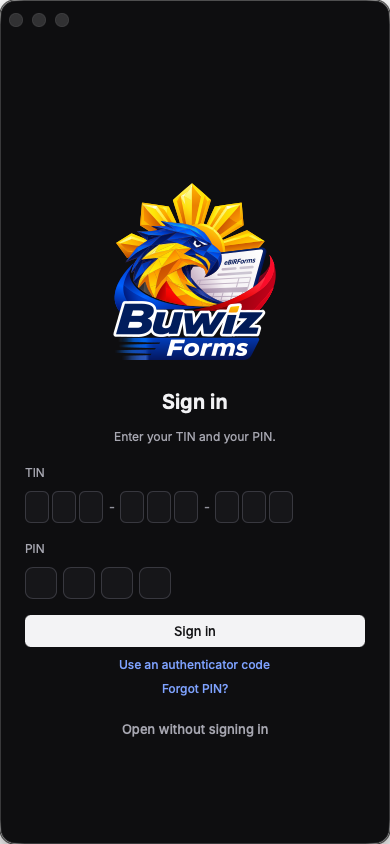 eBIRForms
Buwiz
Forms
Sign in
Enter your TIN and your PIN.
TIN
- -
PIN
Sign in
Use an authenticator code
Forgot PIN?
Open without signing in